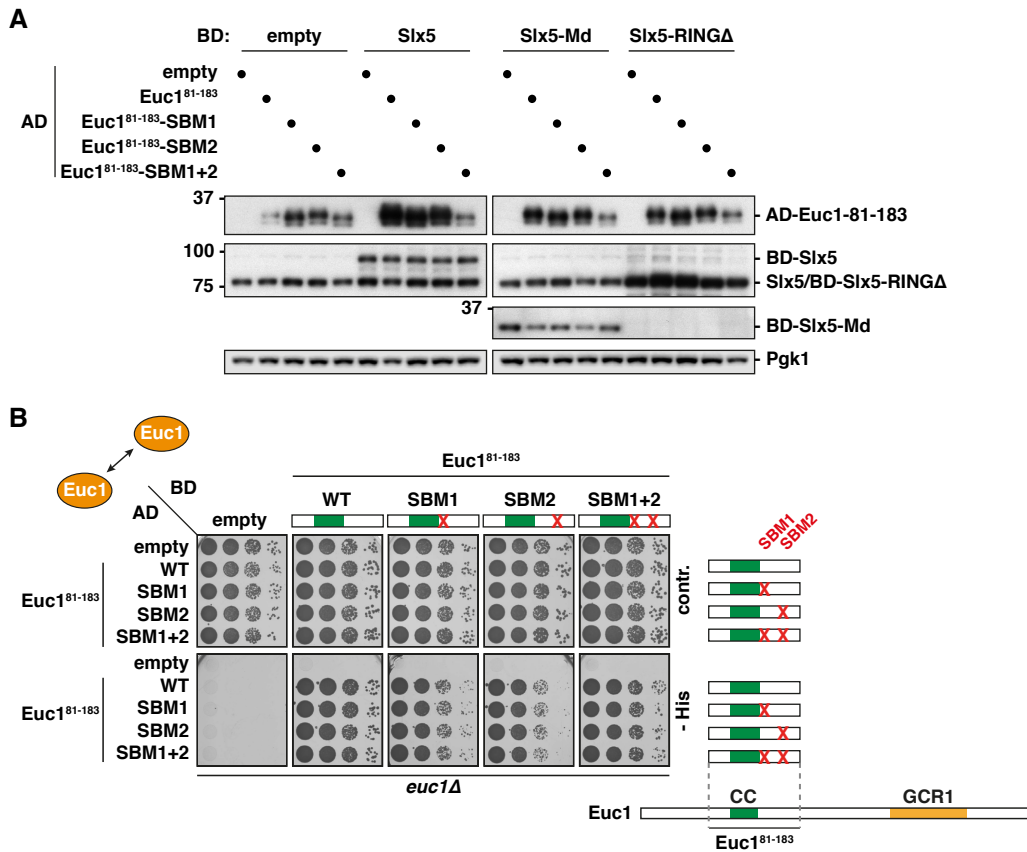 A
BD: empty Slx5 Slx5-Md Slx5-RINGΔ
AD
empty
Euc181-183
Euc181-183-SBM1
Euc181-183-SBM2
Euc181-183-SBM1+2
37
AD-Euc1-81-183
100
BD-Slx5
75
Slx5/BD-Slx5-RINGΔ
37
BD-Slx5-Md
Pgk1
B
Euc1
Euc1
BD
AD
Euc181-183
empty WT SBM1 SBM2 SBM1+2
X X X X
SBM1
SBM2
empty
Euc181-183
WT
SBM1
SBM2
SBM1+2
contr.
X
X
X X
empty
Euc181-183
WT
SBM1
SBM2
SBM1+2
- His
X
X
X X
euc1Δ
CC GCR1
Euc1
Euc181-183